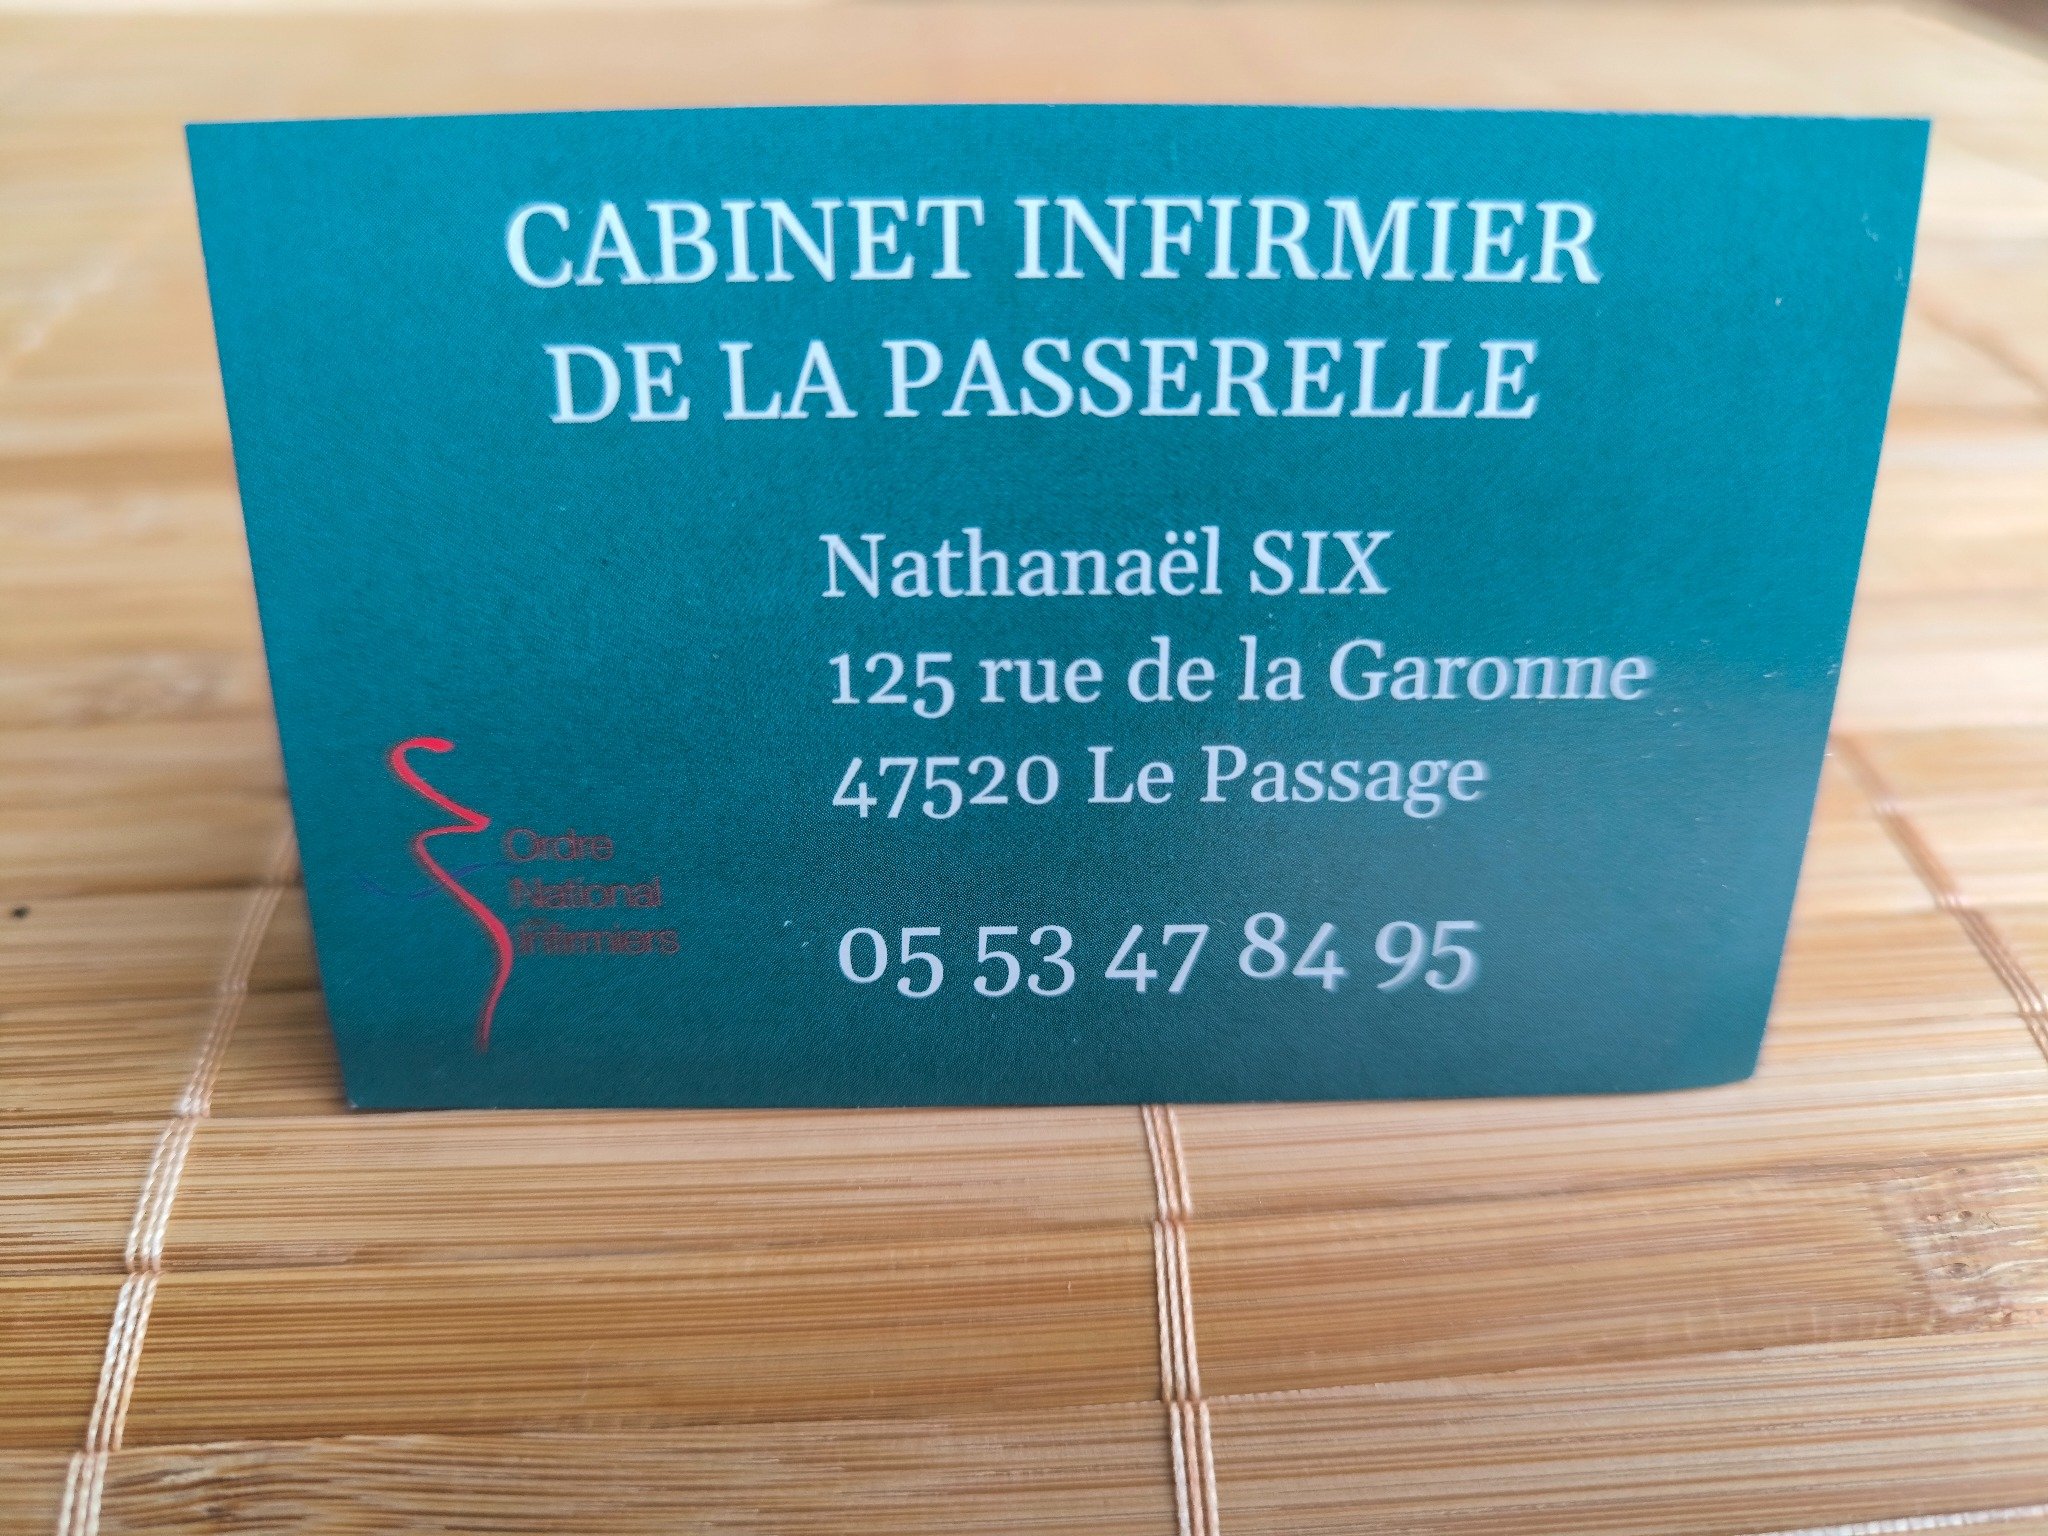 CABINET INFIRMIER
DE LA PASSERELLE
Nathanaël SIX
125 rue de la Garonne
47520 Le Passage
05 53 47 84 95
Ordre
National
Infirmiers